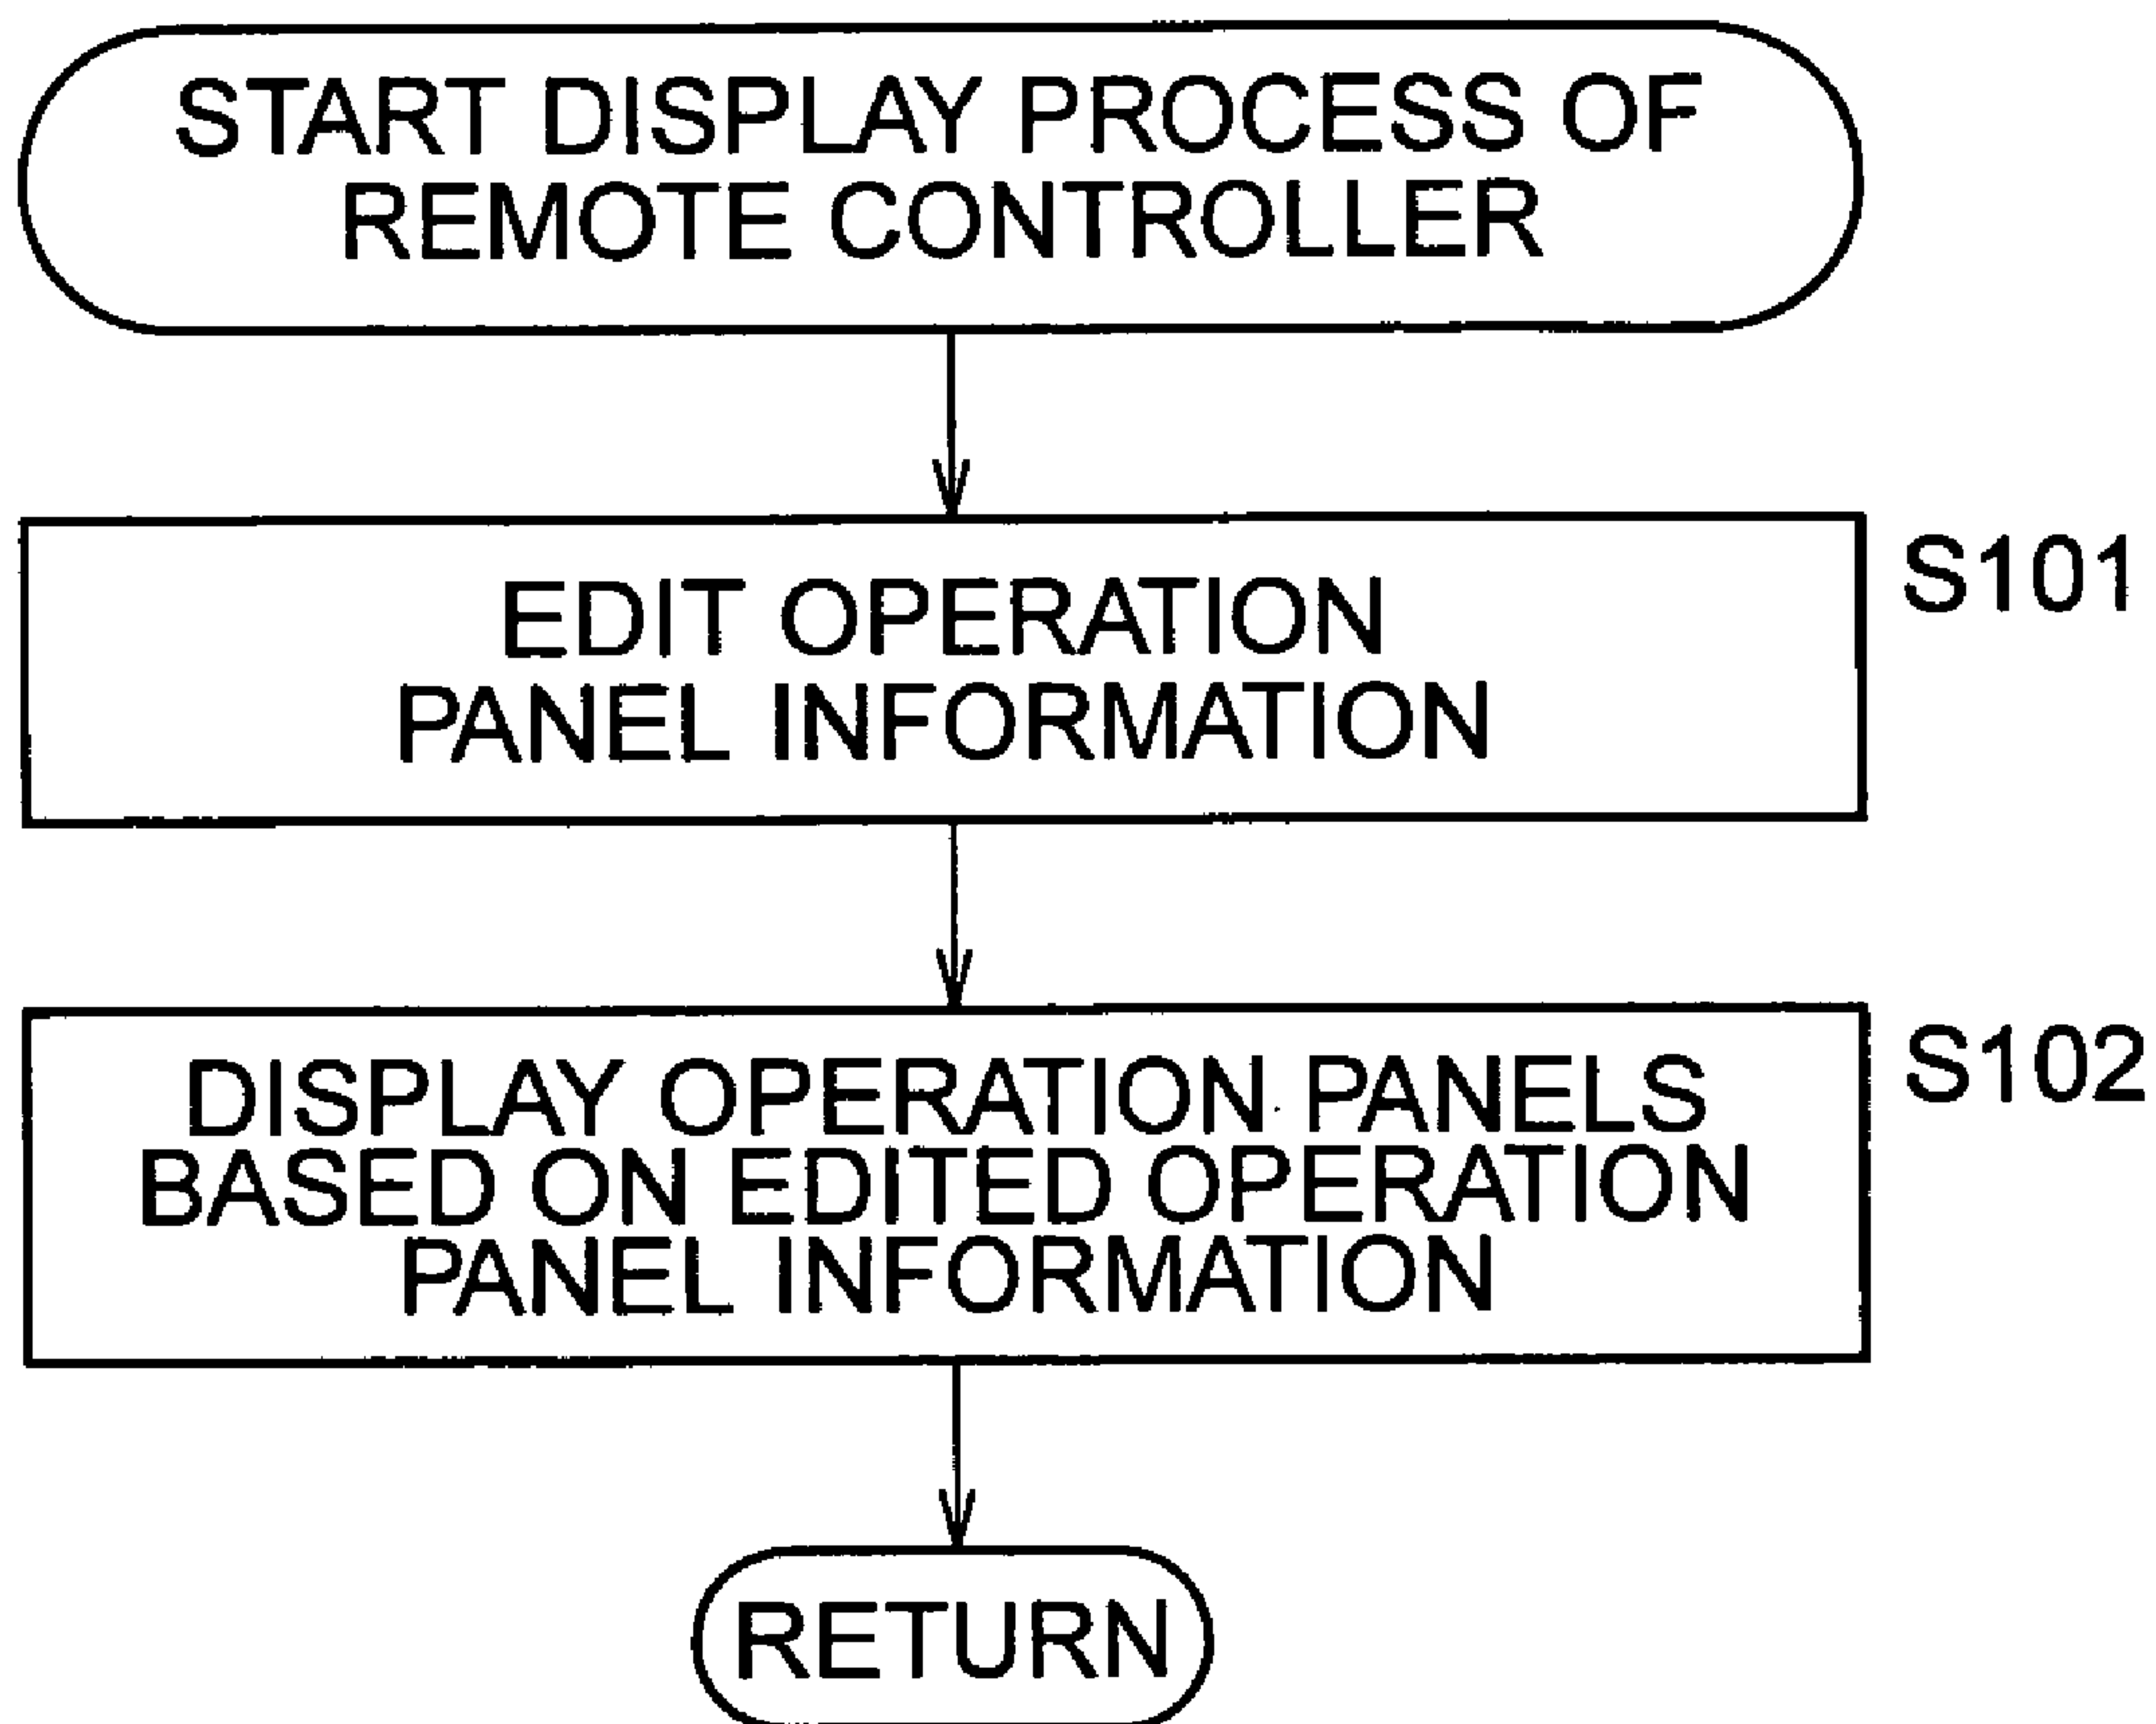 START DISPLAY PROCESS OF
REMOTE CONTROLLER
S101
EDIT OPERATION
PANEL INFORMATION
S102
DISPLAY OPERATION PANELS
BASED ON EDITED OPERATION
PANEL INFORMATION
RETURN